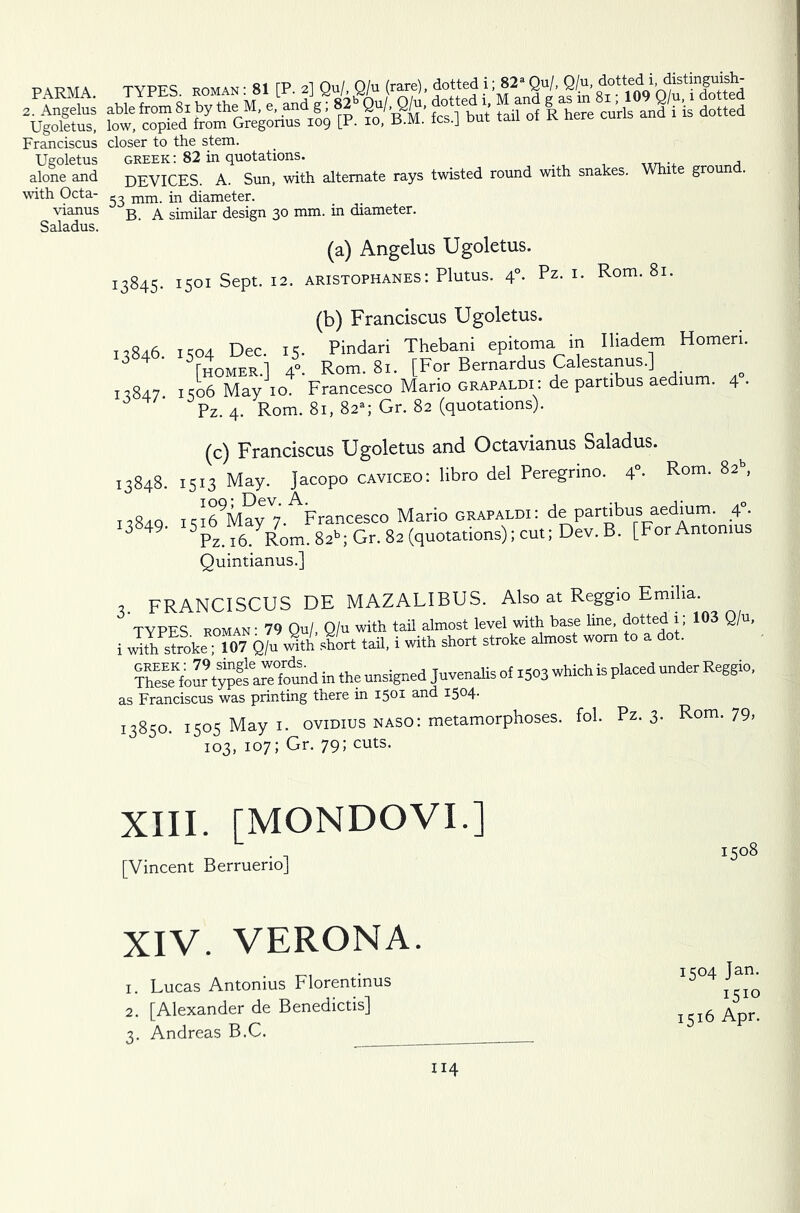 PARMA.
2. Angelus
Ugoletus,
Franciscus
Ugoletus
alone and
with Octa-
vianus
Saladus.
TYPES. ROMAN: 81 [P. 2] Qu/, Q/u (rare), dotted i; 82ª Qu/, Q/u, dotted i, distinguish-
able from 81 by the M, e, and g; 82ᵇ Qu/, Q/u, dotted i, M and g as in 81; 109 Q/u, i dotted
low, copied from Gregorius 109 [P. 10, B.M. fcs.] but tail of R here curls and i is dotted
closer to the stem.
GREEK: 82 in quotations.
DEVICES. A. Sun, with alternate rays twisted round with snakes. White ground.
53 mm. in diameter.
B. A similar design 30 mm. in diameter.
(a) Angelus Ugoletus.
13845. 1501 Sept. 12. ARISTOPHANES: Plutus. 4º. Pz. 1. Rom. 81.
(b) Franciscus Ugoletus.
13846. 1504 Dec. 15. Pindari Thebani epitoma in Iliadem Homeri.
[HOMER.] 4º. Rom. 81. [For Bernardus Calestanus.]
13847. 1506 May 10. Francesco Mario GRAPALDI: de partibus aedium. 4º.
Pz. 4. Rom. 81, 82ª; Gr. 82 (quotations).
(c) Franciscus Ugoletus and Octavianus Saladus.
13848. 1513 May. Jacopo CAVICEO: libro del Peregrino. 4º. Rom. 82ᵇ,
109; Dev. A.
13849. 1516 May 7. Francesco Mario GRAPALDI: de partibus aedium. 4º.
Pz. 16. Rom. 82ᵇ; Gr. 82 (quotations); cut; Dev. B. [For Antonius
Quintianus.]
3. FRANCISCUS DE MAZALIBUS. Also at Reggio Emilia.
TYPES. ROMAN: 79 Qu/, Q/u with tail almost level with base line, dotted i; 103 Q/u,
i with stroke; 107 Q/u with short tail, i with short stroke almost worn to a dot.
GREEK: 79 single words.
These four types are found in the unsigned Juvenalis of 1503 which is placed under Reggio,
as Franciscus was printing there in 1501 and 1504.
13850. 1505 May 1. OVIDIUS NASO: metamorphoses. fol. Pz. 3. Rom. 79,
103, 107; Gr. 79; cuts.
XIII. [MONDOVI.]
[Vincent Berruerio] 1508
XIV. VERONA.
1. Lucas Antonius Florentinus 1504 Jan.
2. [Alexander de Benedictis] 1510
3. Andreas B.C. 1516 Apr.
114